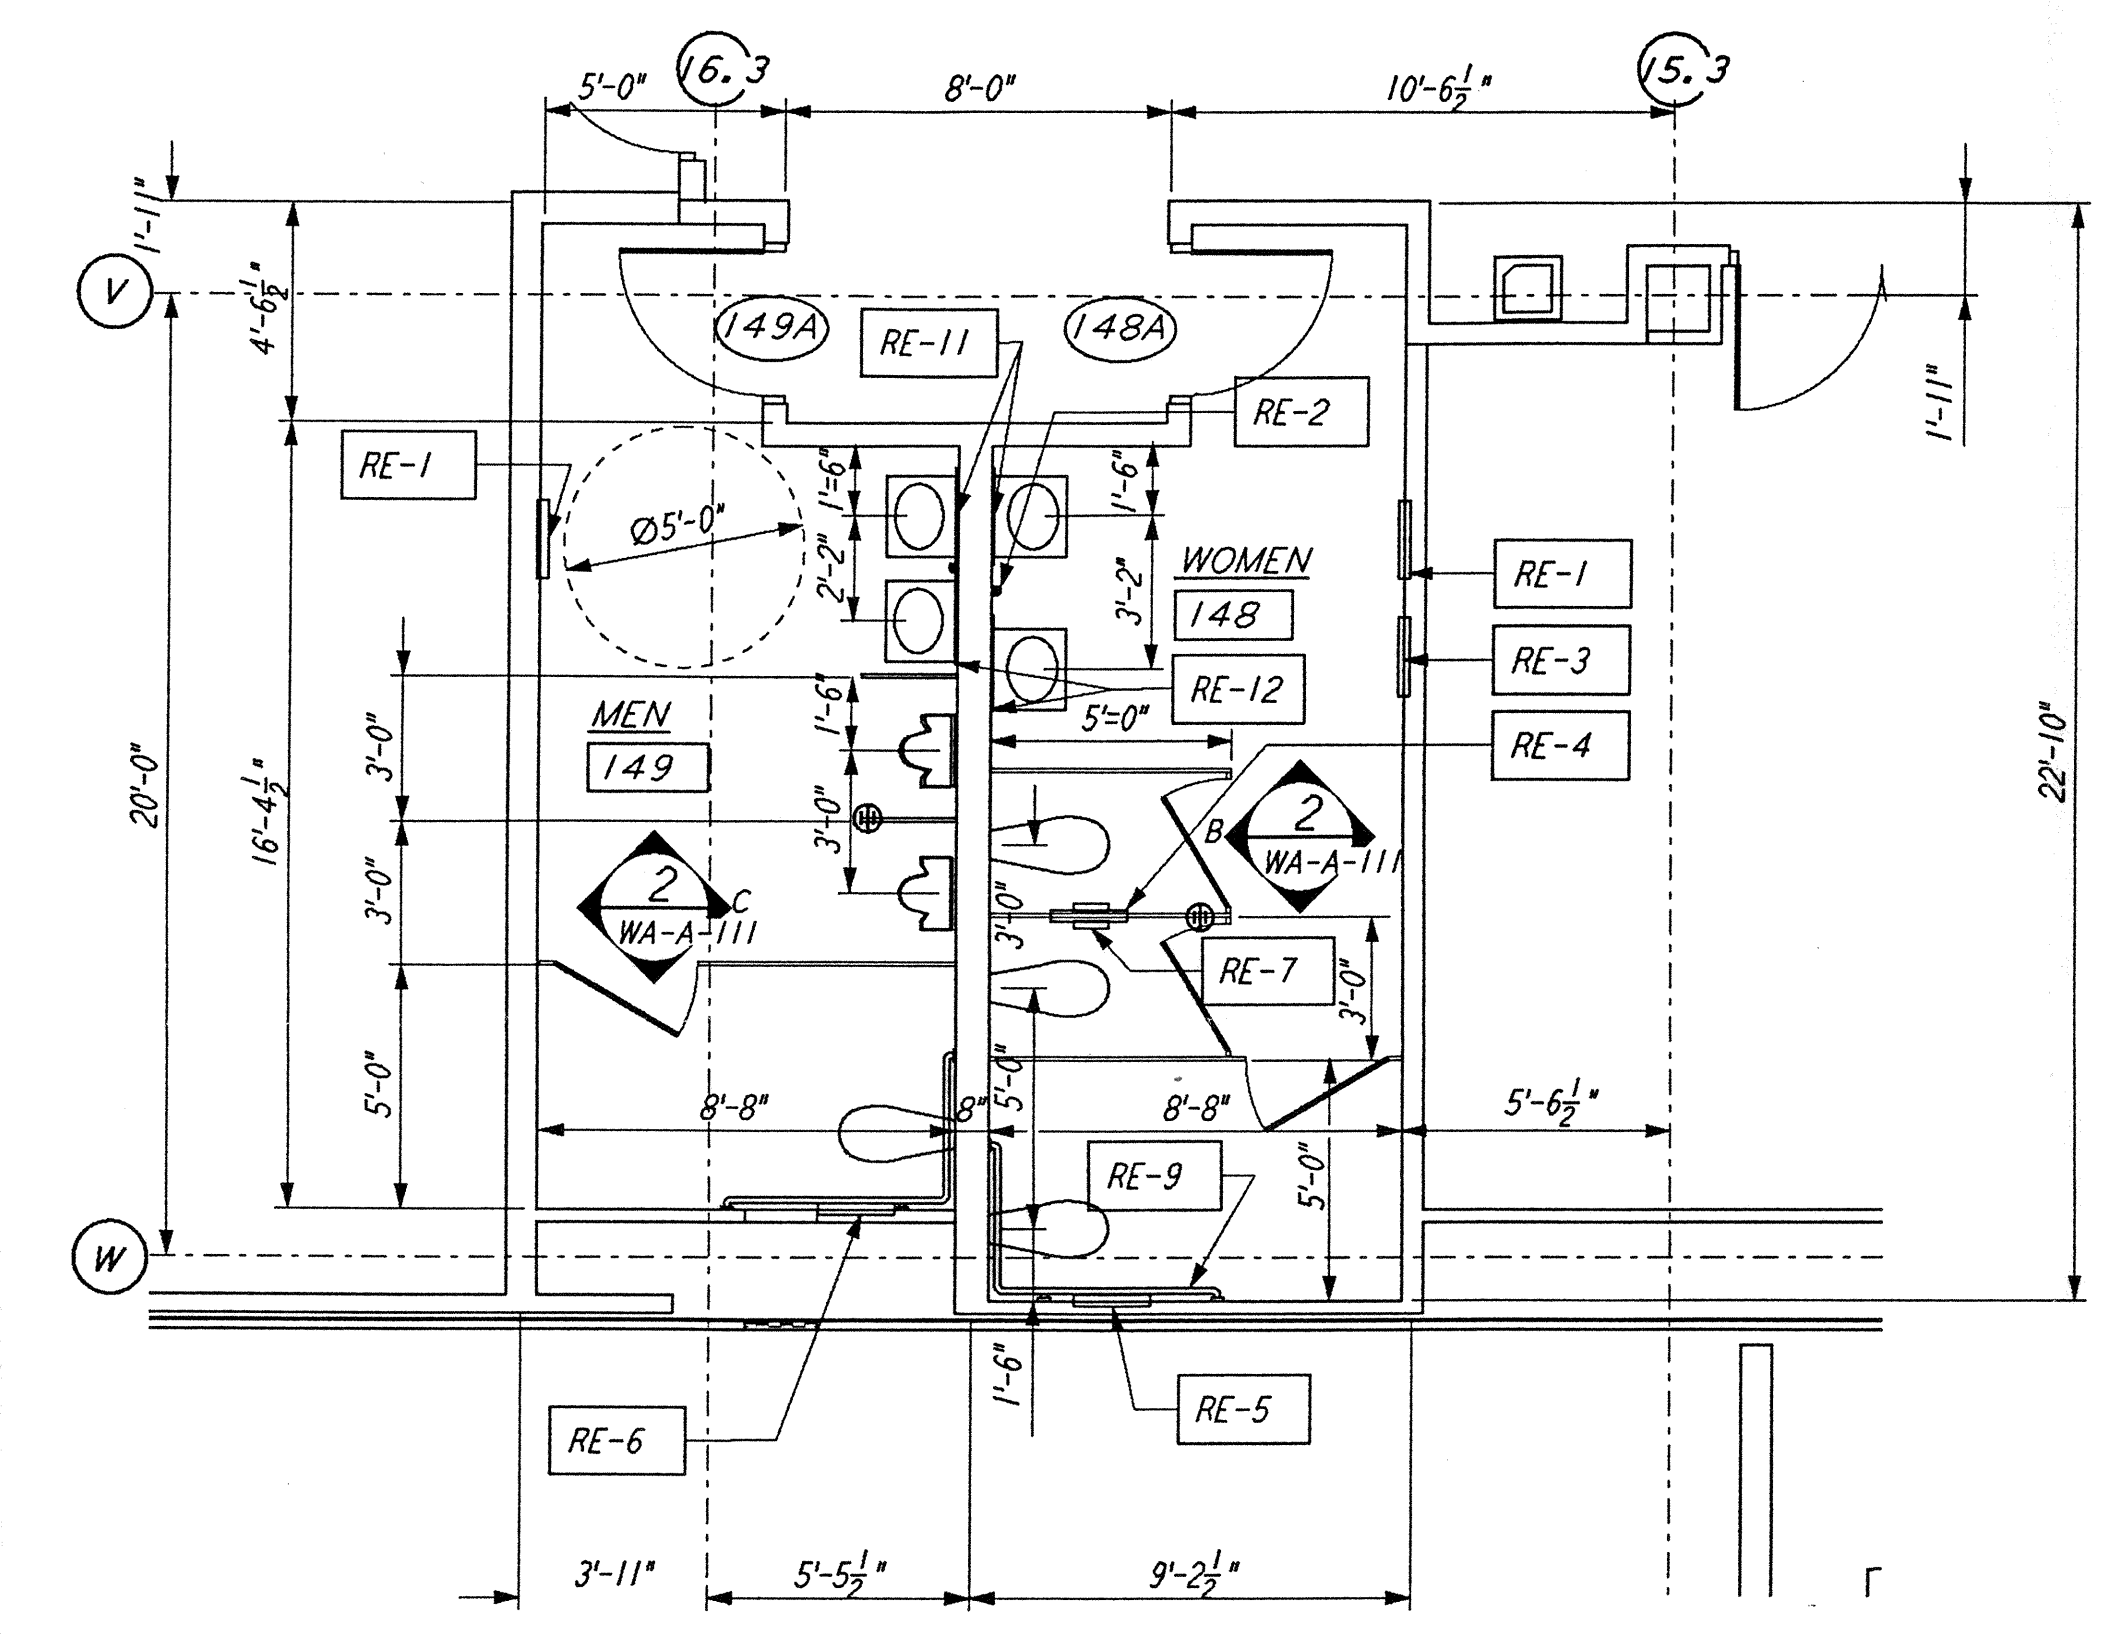 16.3
15.3
5'-0"
8'-0"
10'-6 1/2"
1'-11"
V
4'-6 1/2"
149A
RE-11
148A
RE-2
1'-11"
RE-1
1'=6"
1'-6"
Ø5'-0"
2'-2"
3'-2"
WOMEN
148
RE-1
RE-3
RE-12
RE-4
MEN
149
1'-6"
5'=0"
3'-0"
20'-0"
16'-4 1/2"
3'-0"
22'-10"
2
B
WA-A-111
3'-0"
2
C
WA-A-111
3'-0"
RE-7
3'-0"
5'-0"
5'-0"
8'-8"
8"
8'-8"
5'-6 1/2"
RE-9
5'-0"
W
1'-6"
RE-6
RE-5
3'-11"
5'-5 1/2"
9'-2 1/2"